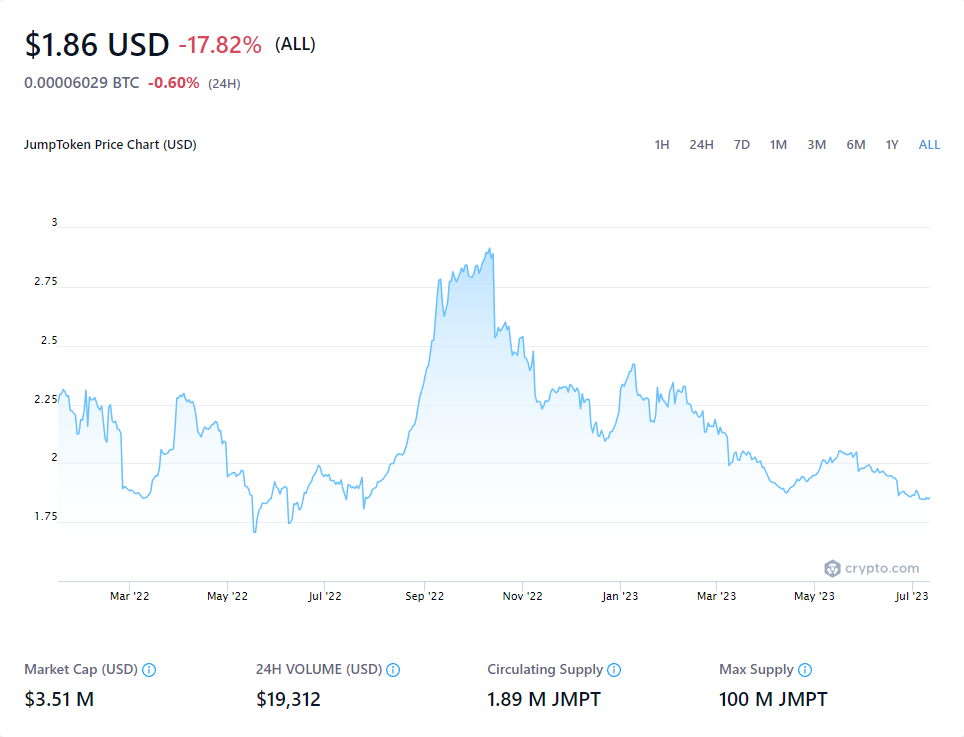 $1.86 USD -17.82% (ALL)
0.00006029 BTC -0.60% (24H)
JumpToken Price Chart (USD) 1H 24H 7D 1M 3M 6M 1Y ALL
3
2.75
2.5
2.25
2
1.75
crypto.com
Mar '22 May '22 Jul '22 Sep '22 Nov '22 Jan '23 Mar '23 May '23 Jul '23
Market Cap (USD) 24H VOLUME (USD) Circulating Supply Max Supply
$3.51 M $19,312 1.89 M JMPT 100 M JMPT